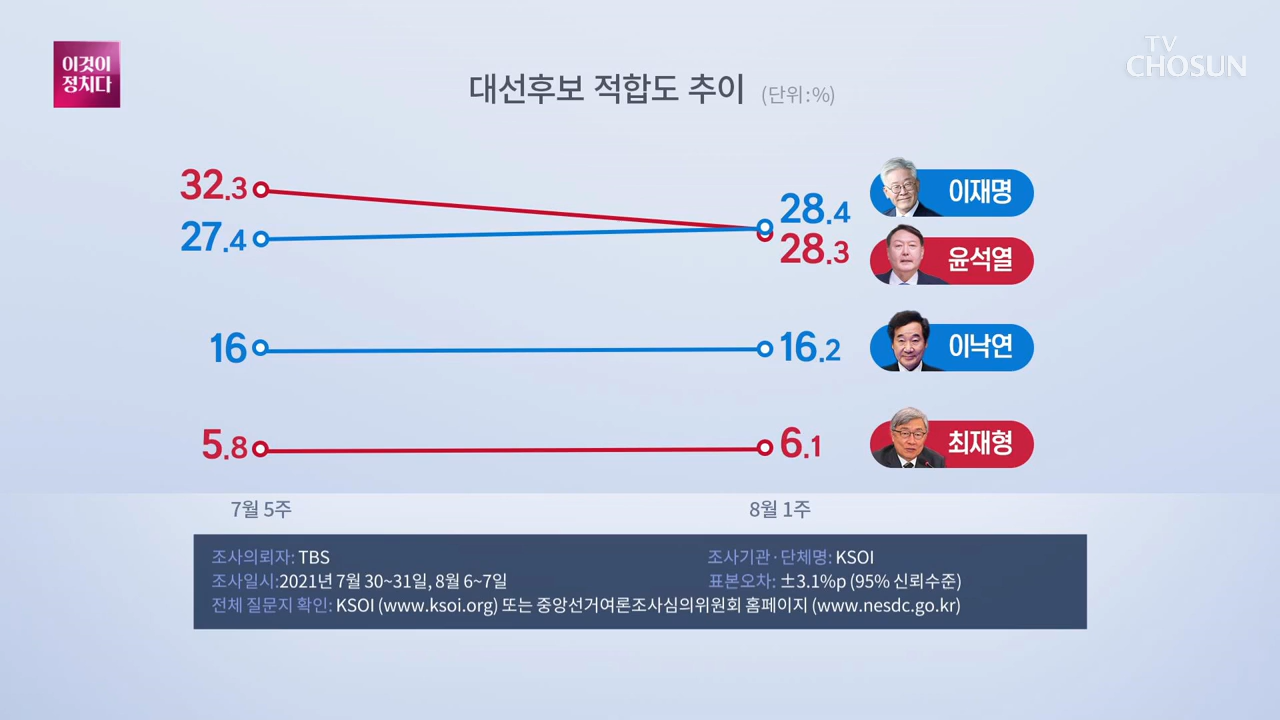 이것이
정치다
TV
CHOSUN
대선후보 적합도 추이 (단위:%)
32.3
27.4
28.4
28.3
이재명
윤석열
16
16.2
이낙연
5.8
6.1
최재형
7월 5주
8월 1주
조사의뢰자: TBS
조사기관·단체명: KSOI
조사일시:2021년 7월 30~31일, 8월 6~7일
표본오차: ±3.1%p (95% 신뢰수준)
전체 질문지 확인: KSOI (www.ksoi.org) 또는 중앙선거여론조사심의위원회 홈페이지 (www.nesdc.go.kr)